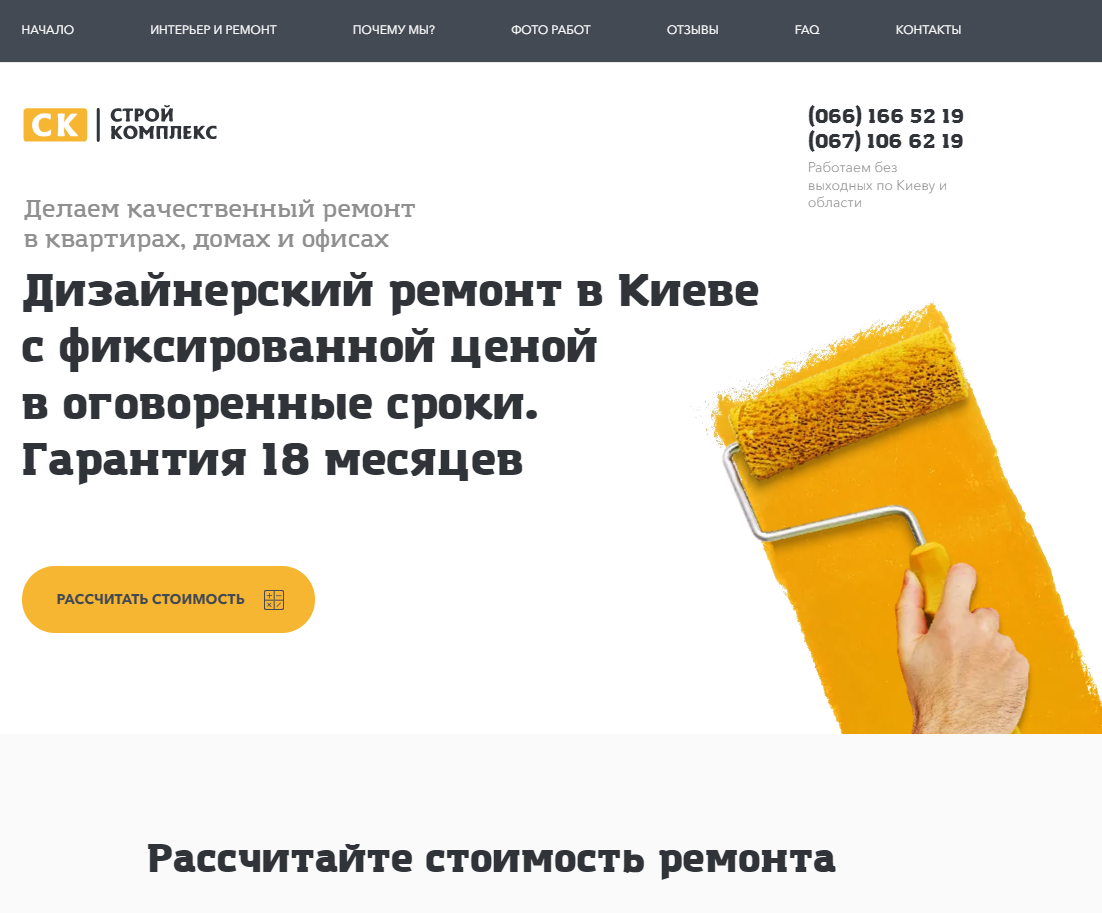 НАЧАЛО
ИНТЕРЬЕР И РЕМОНТ
ПОЧЕМУ МЫ?
ФОТО РАБОТ
ОТЗЫВЫ
FAQ
КОНТАКТЫ
СК
СТРОЙ
КОМПЛЕКС
(066) 166 52 19
(067) 106 62 19
Работаем без
выходных по Киеву и
области
Делаем качественный ремонт
в квартирах, домах и офисах
Дизайнерский ремонт в Киеве
с фиксированной ценой
в оговоренные сроки.
Гарантия 18 месяцев
РАССЧИТАТЬ СТОИМОСТЬ
Рассчитайте стоимость ремонта